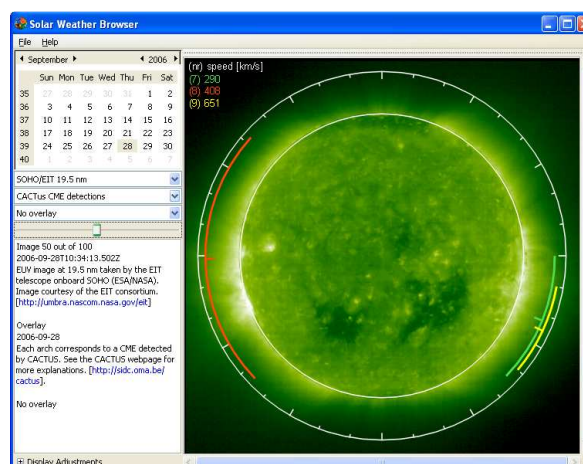 Solar Weather Browser
File Help
September 2006
Sun Mon Tue Wed Thu Fri Sat
35 27 28 29 30 31 1 2
36 3 4 5 6 7 8 9
37 10 11 12 13 14 15 16
38 17 18 19 20 21 22 23
39 24 25 26 27 28 29 30
40 1 2 3 4 5 6 7
SOHO/EIT 19.5 nm
CACTus CME detections
No overlay
Image 50 out of 100
2006-09-28T10:34:13.502Z
EUV image at 19.5 nm taken by the EIT
telescope onboard SOHO (ESA/NASA).
Image courtesy of the EIT consortium.
[http://umbra.nascom.nasa.gov/eit]
Overlay
2006-09-28
Each arch corresponds to a CME detected
by CACTUS. See the CACTUS webpage for
more explanations. [http://sidc.oma.be/
cactus].
No overlay
Display Adjustments
(nr) speed [km/s]
(7) 290
(8) 408
(9) 651